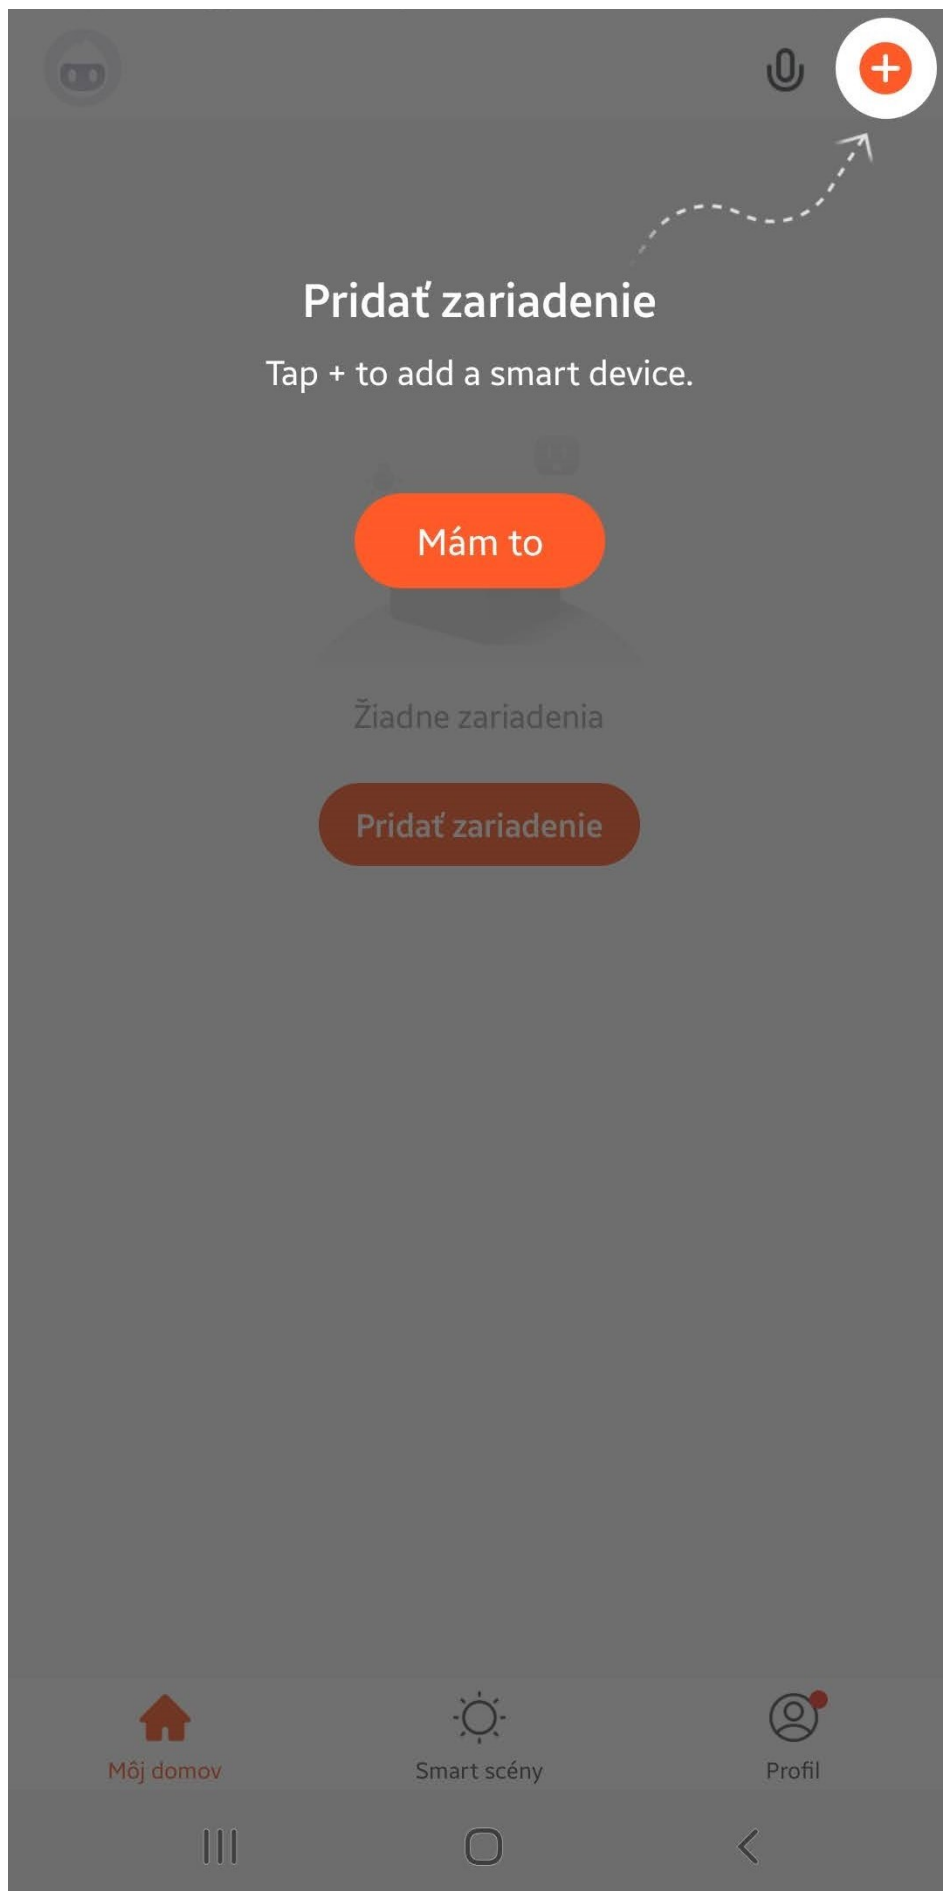 Pridať zariadenie
Tap + to add a smart device.
Mám to
Žiadne zariadenia
Pridať zariadenie
Môj domov
Smart scény
Profil